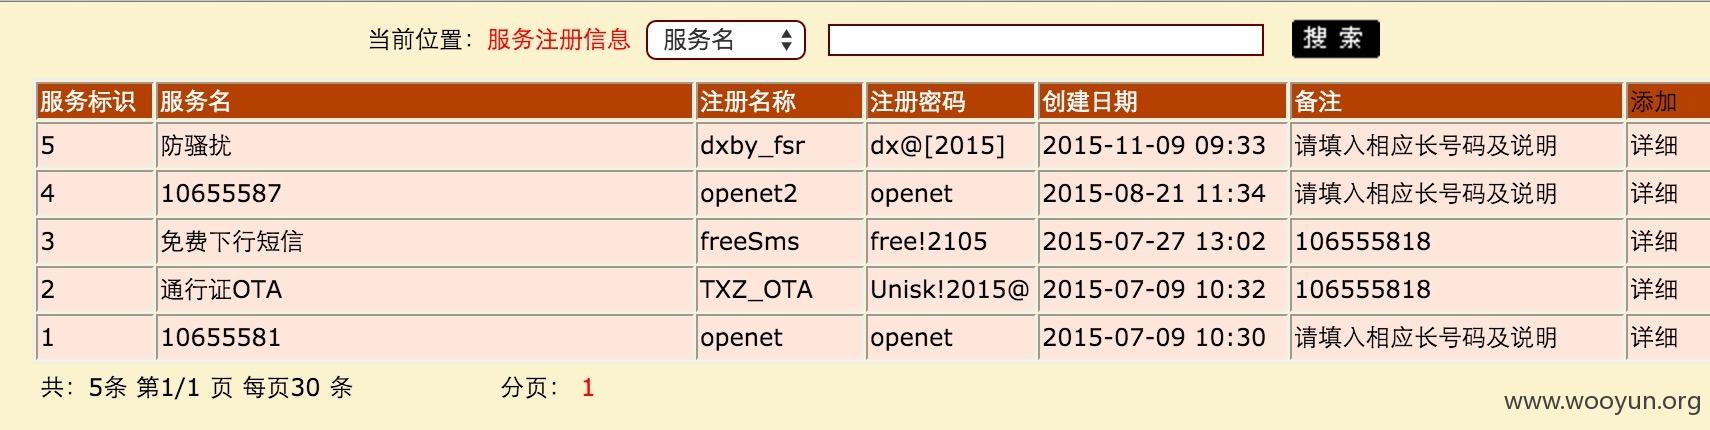 当前位置：服务注册信息 服务名 搜索
服务标识 服务名 注册名称 注册密码 创建日期 备注 添加
5 防骚扰 dxby_fsr dx@[2015] 2015-11-09 09:33 请填入相应长号码及说明 详细
4 10655587 openet2 openet 2015-08-21 11:34 请填入相应长号码及说明 详细
3 免费下行短信 freeSms free!2105 2015-07-27 13:02 106555818 详细
2 通行证OTA TXZ_OTA Unisk!2015@ 2015-07-09 10:32 106555818 详细
1 10655581 openet openet 2015-07-09 10:30 请填入相应长号码及说明 详细
共：5条 第1/1 页 每页30 条 分页： 1
www.wooyun.org